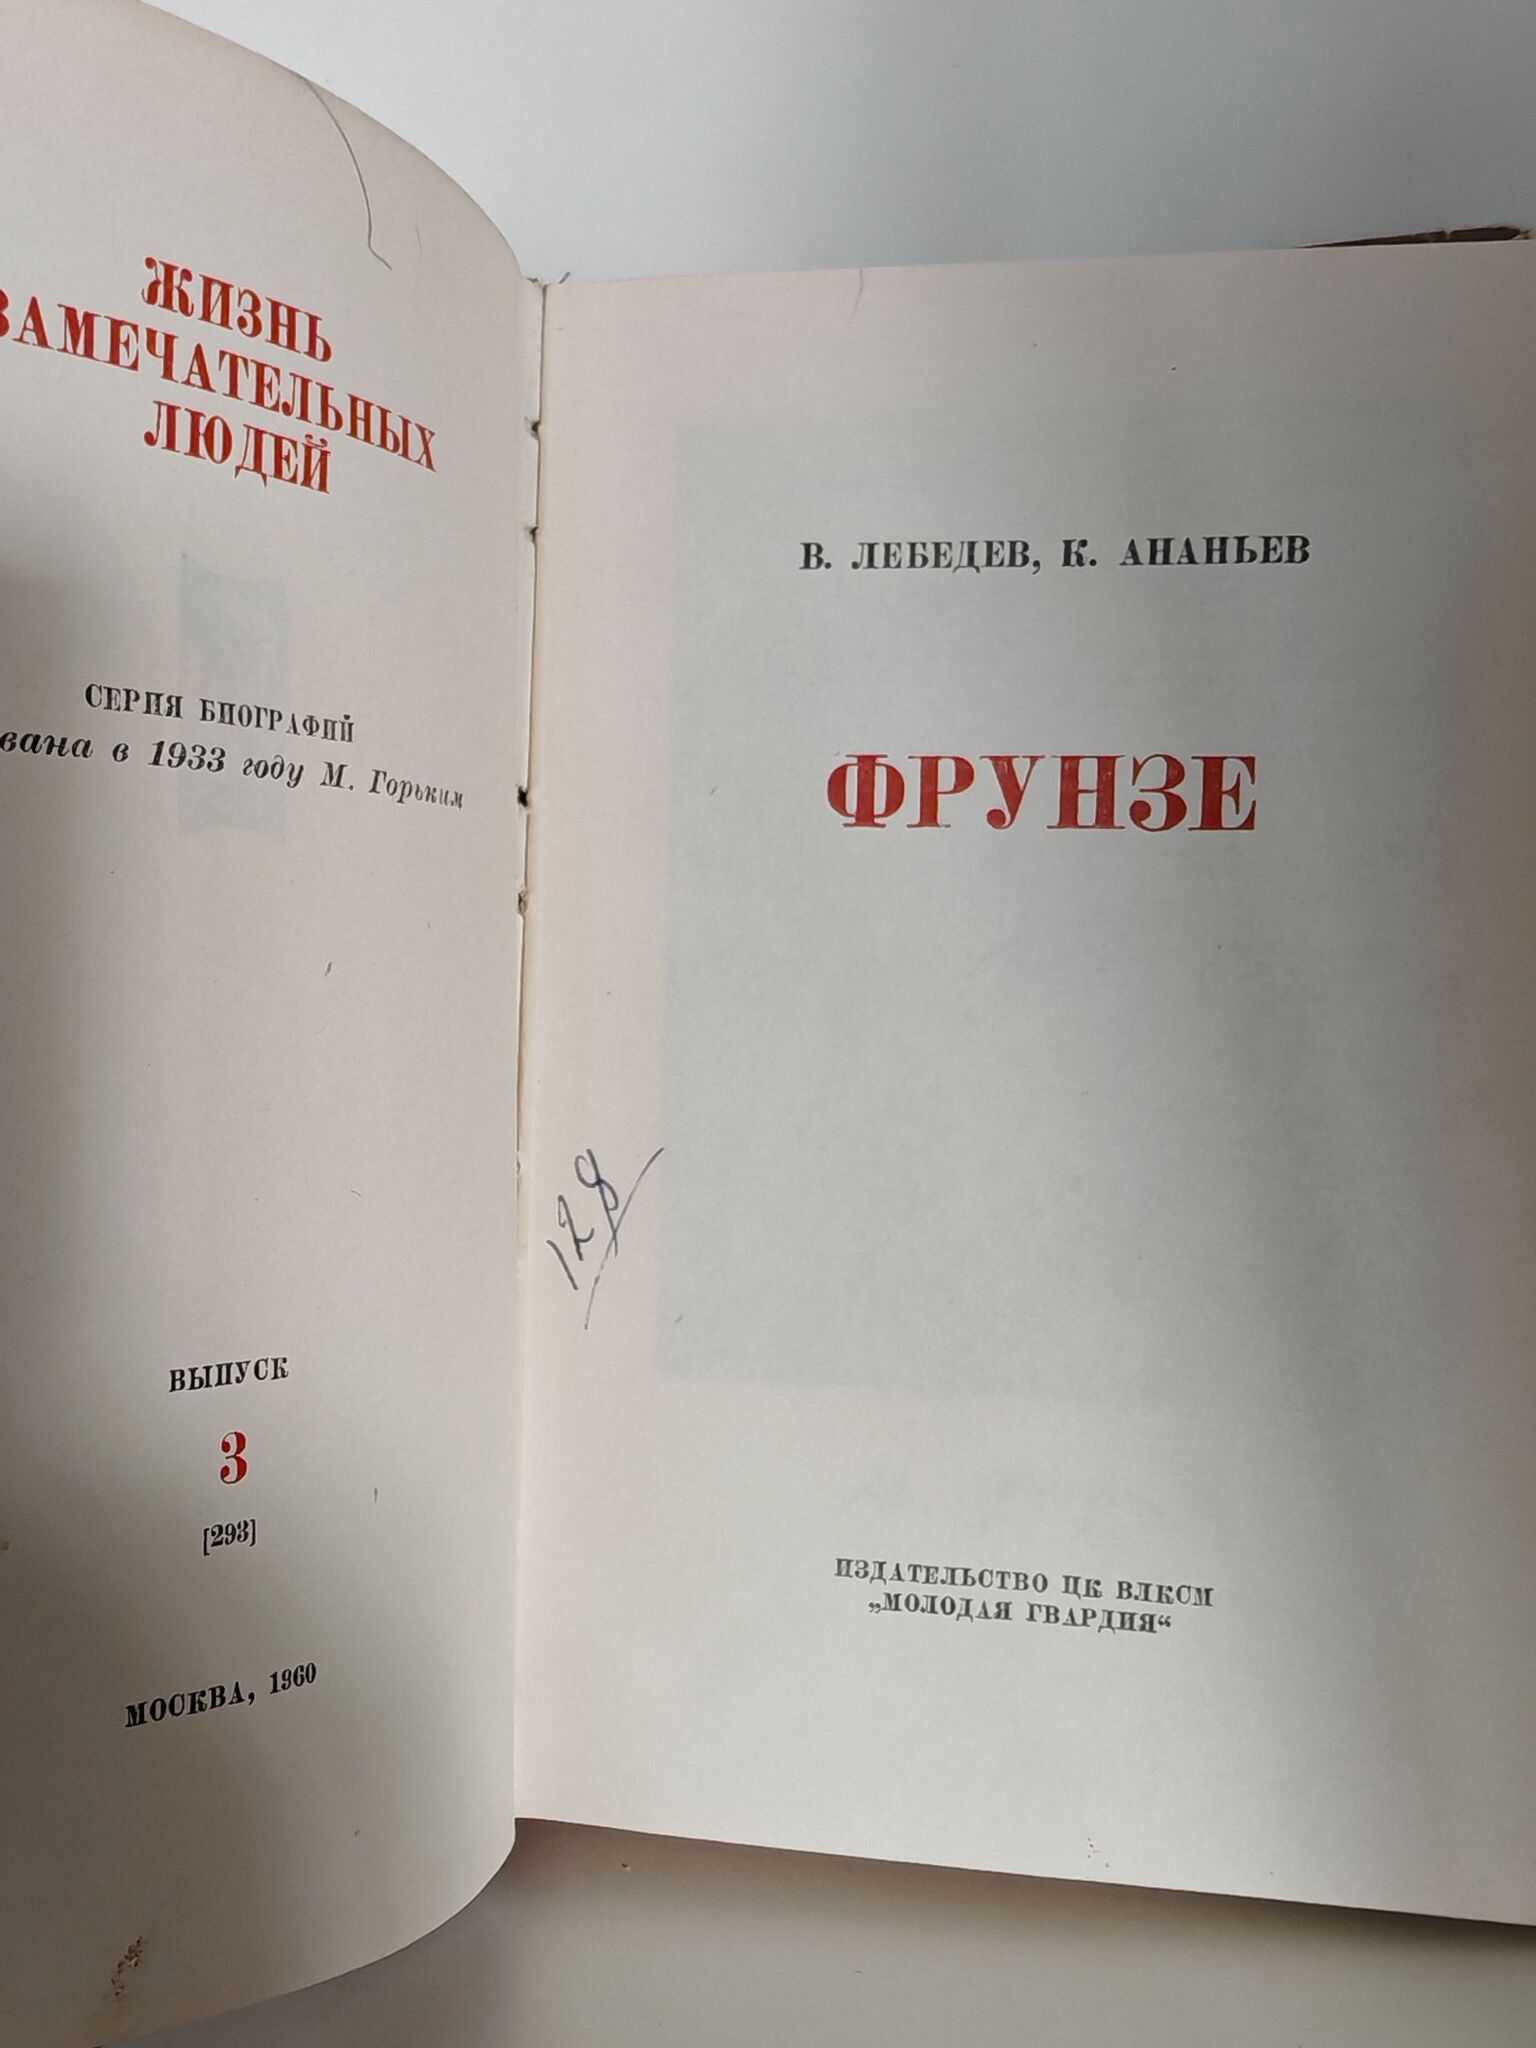 ЖИЗНЬ
ЗАМЕЧАТЕЛЬНЫХ
ЛЮДЕЙ
СЕРИЯ БИОГРАФИЙ
вана в 1933 году М. Горьким
ВЫПУСК
3
[293]
МОСКВА, 1960
В. ЛЕБЕДЕВ, К. АНАНЬЕВ
ФРУНЗЕ
128
ИЗДАТЕЛЬСТВО ЦК ВЛКСМ
„МОЛОДАЯ ГВАРДИЯ“